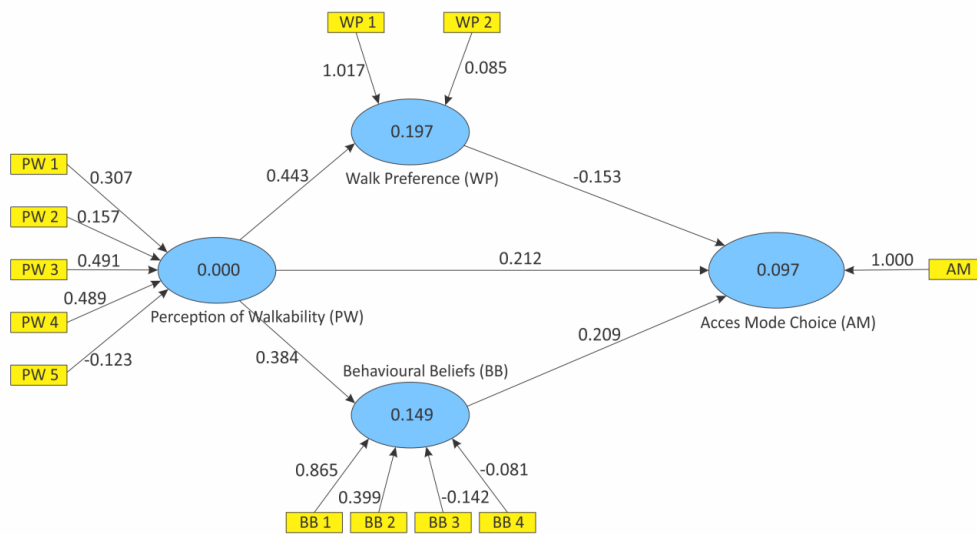 WP 1
WP 2
1.017
0.085
0.197
Walk Preference (WP)
PW 1
0.307
0.443
-0.153
PW 2
0.157
PW 3
0.491
0.000
0.212
0.097
1.000
AM
PW 4
0.489
Perception of Walkability (PW)
Acces Mode Choice (AM)
PW 5
-0.123
0.384
0.209
Behavioural Beliefs (BB)
0.149
0.865
0.399
-0.142
-0.081
BB 1
BB 2
BB 3
BB 4